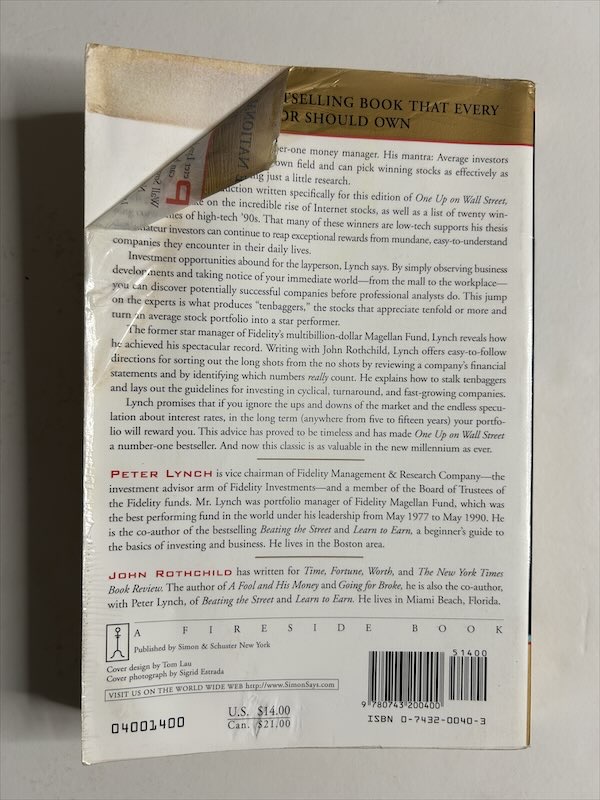 TSELLING BOOK THAT EVERY
OR SHOULD OWN
er-one money manager. His mantra: Average investors
own field and can pick winning stocks as effectively as
ing just a little research.
duction written specifically for this edition of One Up on Wall Street,
ke on the incredible rise of Internet stocks, as well as a list of twenty win-
ies of high-tech '90s. That many of these winners are low-tech supports his thesis
amateur investors can continue to reap exceptional rewards from mundane, easy-to-understand
companies they encounter in their daily lives.
Investment opportunities abound for the layperson, Lynch says. By simply observing business
developments and taking notice of your immediate world—from the mall to the workplace—
you can discover potentially successful companies before professional analysts do. This jump
on the experts is what produces "tenbaggers," the stocks that appreciate tenfold or more and
turn an average stock portfolio into a star performer.
The former star manager of Fidelity's multibillion-dollar Magellan Fund, Lynch reveals how
he achieved his spectacular record. Writing with John Rothchild, Lynch offers easy-to-follow
directions for sorting out the long shots from the no shots by reviewing a company's financial
statements and by identifying which numbers really count. He explains how to stalk tenbaggers
and lays out the guidelines for investing in cyclical, turnaround, and fast-growing companies.
Lynch promises that if you ignore the ups and downs of the market and the endless specu-
lation about interest rates, in the long term (anywhere from five to fifteen years) your portfo-
lio will reward you. This advice has proved to be timeless and has made One Up on Wall Street
a number-one bestseller. And now this classic is as valuable in the new millennium as ever.
PETER LYNCH is vice chairman of Fidelity Management & Research Company—the
investment advisor arm of Fidelity Investments—and a member of the Board of Trustees of
the Fidelity funds. Mr. Lynch was portfolio manager of Fidelity Magellan Fund, which was
the best performing fund in the world under his leadership from May 1977 to May 1990. He
is the co-author of the bestselling Beating the Street and Learn to Earn, a beginner's guide to
the basics of investing and business. He lives in the Boston area.
JOHN ROTHCHILD has written for Time, Fortune, Worth, and The New York Times
Book Review. The author of A Fool and His Money and Going for Broke, he is also the co-author,
with Peter Lynch, of Beating the Street and Learn to Earn. He lives in Miami Beach, Florida.
A FIRESIDE BOOK
Published by Simon & Schuster New York
Cover design by Tom Lau
Cover photograph by Sigrid Estrada
VISIT US ON THE WORLD WIDE WEB http://www.SimonSays.com
04001400
U.S. $14.00
Can. $21.00
51400
9 780743 200400
ISBN 0-7432-0040-3